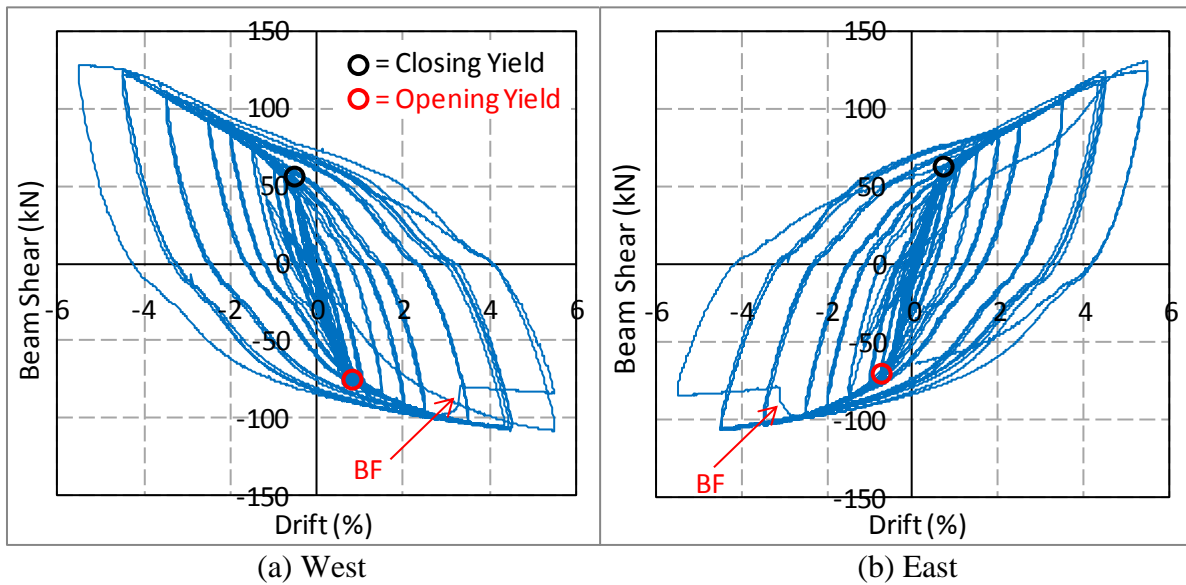 150
100
50
0
-50
-100
-150
-6 -4 -2 0 2 4 6
Beam Shear (kN)
Drift (%)
= Closing Yield
= Opening Yield
BF
(a) West
150
100
50
0
-50
-100
-150
-6 -4 -2 0 2 4 6
Beam Shear (kN)
Drift (%)
BF
(b) East